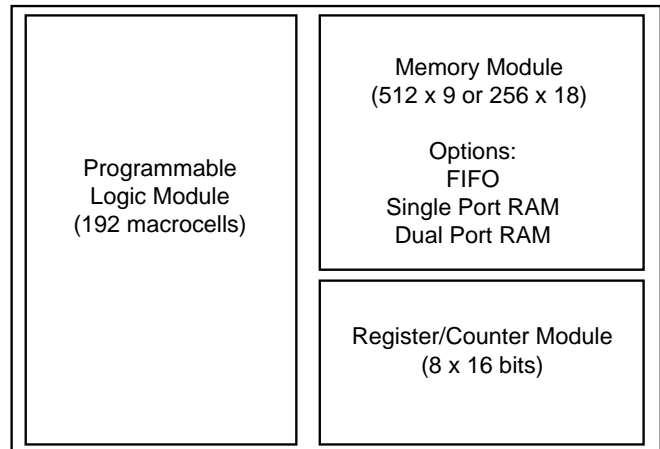 Programmable
Logic Module
(192 macrocells)
Memory Module
(512 x 9 or 256 x 18)
Options:
FIFO
Single Port RAM
Dual Port RAM
Register/Counter Module
(8 x 16 bits)